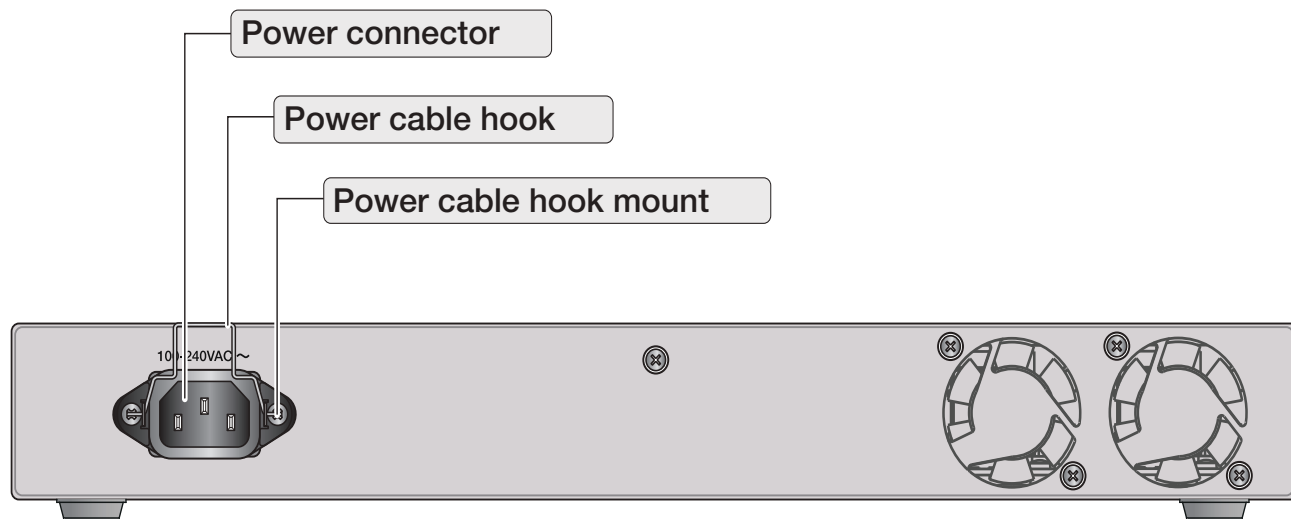 Power connector
Power cable hook
Power cable hook mount
100-240VAC ～